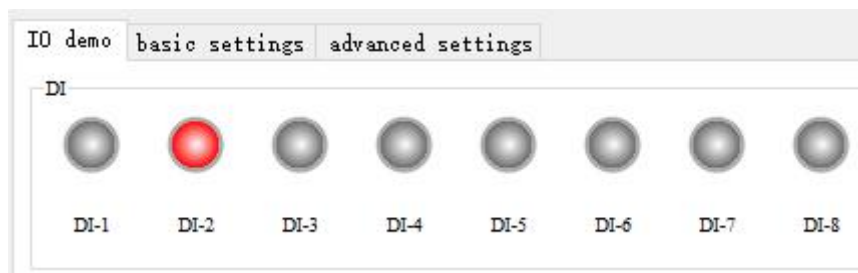 IO demo basic settings advanced settings
DI
DI-1 DI-2 DI-3 DI-4 DI-5 DI-6 DI-7 DI-8